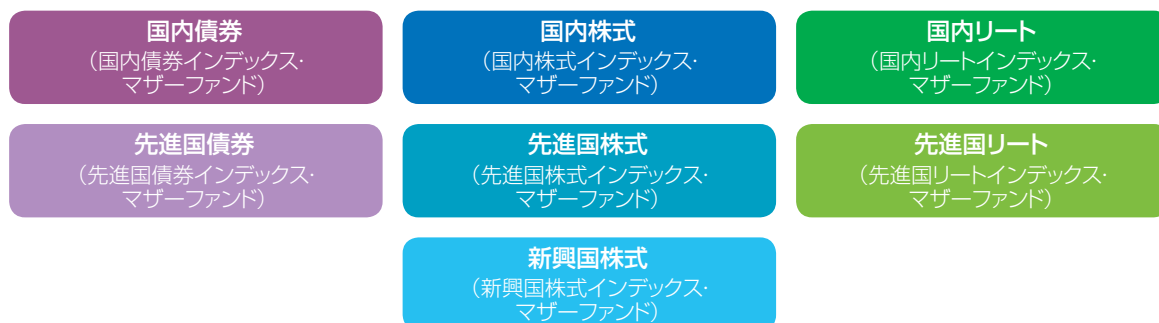 国内債券
（国内債券インデックス・
マザーファンド）
国内株式
（国内株式インデックス・
マザーファンド）
国内リート
（国内リートインデックス・
マザーファンド）
先進国債券
（先進国債券インデックス・
マザーファンド）
先進国株式
（先進国株式インデックス・
マザーファンド）
先進国リート
（先進国リートインデックス・
マザーファンド）
新興国株式
（新興国株式インデックス・
マザーファンド）